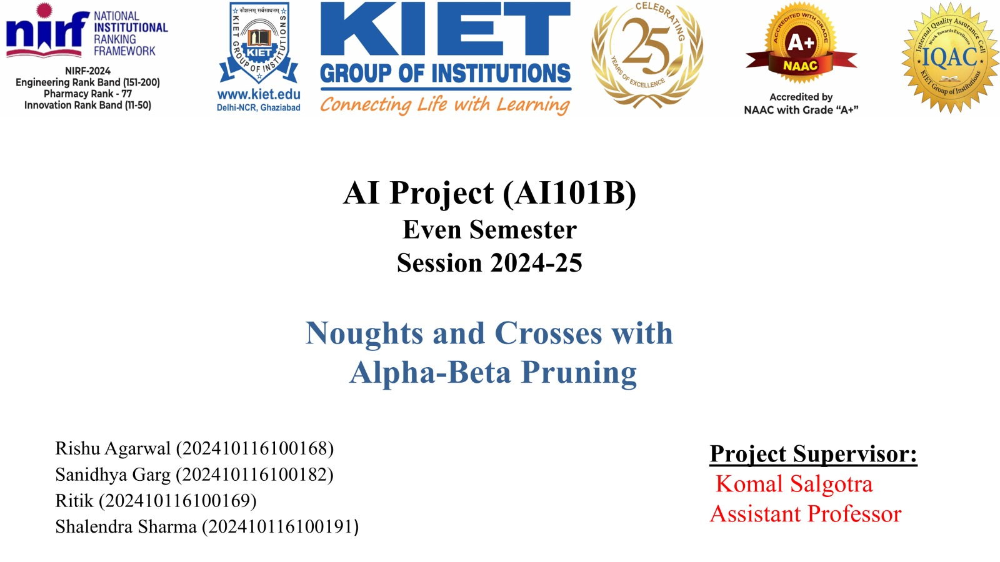 nirf
NATIONAL
INSTITUTIONAL
RANKING
FRAMEWORK
NIRF-2024
Engineering Rank Band (151-200)
Pharmacy Rank - 77
Innovation Rank Band (11-50)
कौशलम् सर्वसाधनम्
KIET GROUP OF INSTITUTIONS
KIET
www.kiet.edu
Delhi-NCR, Ghaziabad
KIET
GROUP OF INSTITUTIONS
Connecting Life with Learning
CELEBRATING
25
YEARS OF EXCELLENCE
ACCREDITED WITH GRADE
A+
NAAC
Accredited by
NAAC with Grade “A+”
Internal Quality Assurance Cell
Work Towards Excellence
IQAC
KIET Group of Institutions
AI Project (AI101B)
Even Semester
Session 2024-25
Noughts and Crosses with
Alpha-Beta Pruning
Rishu Agarwal (202410116100168)
Sanidhya Garg (202410116100182)
Ritik (202410116100169)
Shalendra Sharma (202410116100191)
Project Supervisor:
Komal Salgotra
Assistant Professor